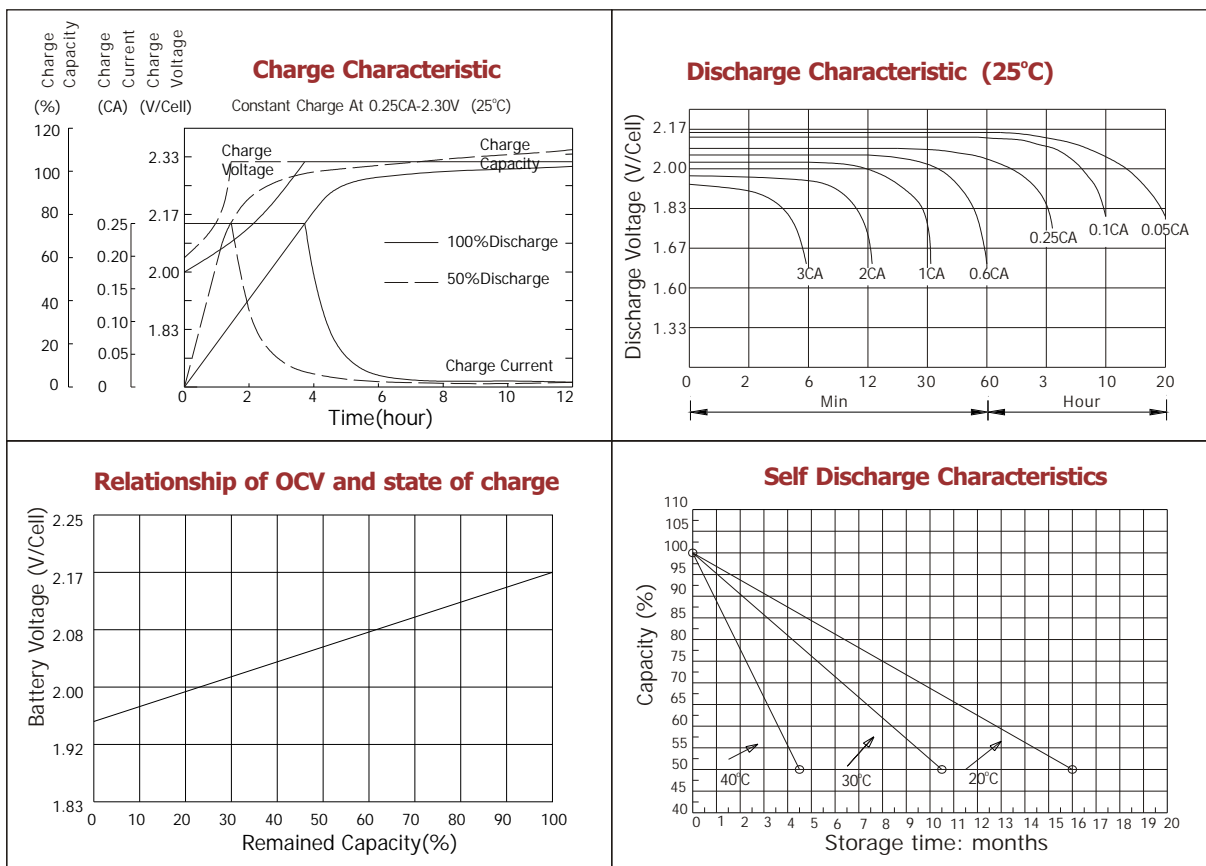 Charge Capacity
Charge Current
Charge Voltage
(%) (CA) (V/Cell)
Charge Characteristic
Constant Charge At 0.25CA-2.30V (25°C)
120
100
80
60
40
20
0
0.25
0.20
0.15
0.10
0.05
0
2.33
2.17
2.00
1.83
Charge Voltage
Charge Capacity
100%Discharge
50%Discharge
Charge Current
0 2 4 6 8 10 12
Time(hour)
Discharge Characteristic (25°C)
Discharge Voltage (V/Cell)
2.17
2.00
1.83
1.67
1.60
1.33
3CA 2CA 1CA 0.6CA 0.25CA 0.1CA 0.05CA
0 2 6 12 30 60 3 10 20
Min Hour
Relationship of OCV and state of charge
Battery Voltage (V/Cell)
2.25
2.17
2.08
2.00
1.92
1.83
0 10 20 30 40 50 60 70 80 90 100
Remained Capacity(%)
Self Discharge Characteristics
Capacity (%)
110
105
100
95
90
85
80
75
70
65
60
55
50
45
40
40°C 30°C 20°C
0 1 2 3 4 5 6 7 8 9 10 11 12 13 14 15 16 17 18 19 20
Storage time: months